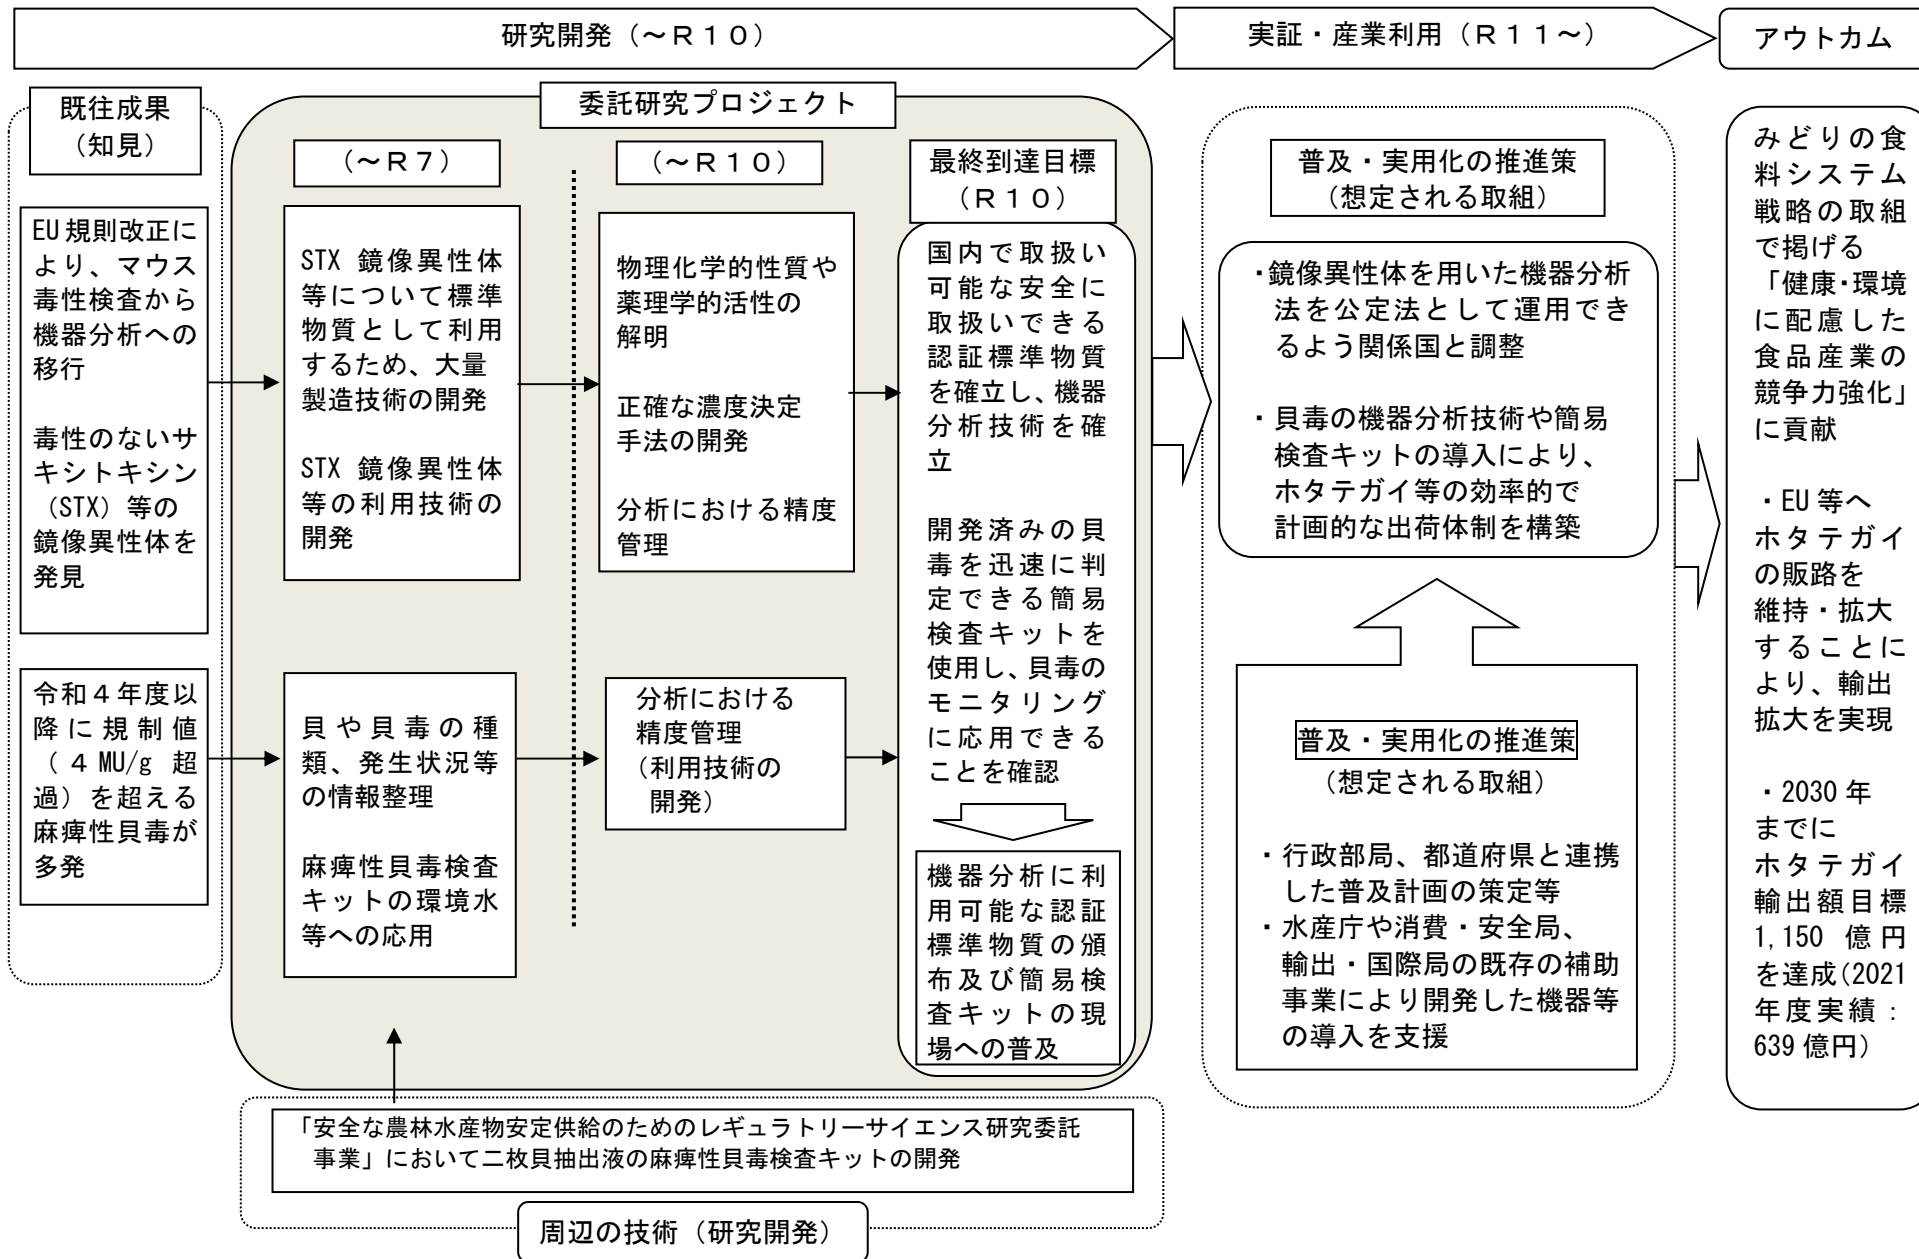 研究開発（～Ｒ１０）
実証・産業利用（Ｒ１１～）
アウトカム
既往成果
（知見）
EU規則改正に
より、マウス
毒性検査から
機器分析への
移行
毒性のないサ
キシトキシン
（STX）等の
鏡像異性体を
発見
令和４年度以
降に規制値
（４MU/g 超
過）を超える
麻痺性貝毒が
多発
委託研究プロジェクト
（～Ｒ７）
STX 鏡像異性体
等について標準
物質として利用
するため、大量
製造技術の開発
STX 鏡像異性体
等の利用技術の
開発
貝や貝毒の種
類、発生状況等
の情報整理
麻痺性貝毒検査
キットの環境水
等への応用
（～Ｒ１０）
物理化学的性質や
薬理学的活性の
解明
正確な濃度決定
手法の開発
分析における精度
管理
分析における
精度管理
（利用技術の
開発）
最終到達目標
（Ｒ１０）
国内で取扱い
可能な安全に
取扱いできる
認証標準物質
を確立し、機器
分析技術を確
立
開発済みの貝
毒を迅速に判
定できる簡易
検査キットを
使用し、貝毒の
モニタリング
に応用できる
ことを確認
機器分析に利
用可能な認証
標準物質の頒
布及び簡易検
査キットの現
場への普及
「安全な農林水産物安定供給のためのレギュラトリーサイエンス研究委託
事業」において二枚貝抽出液の麻痺性貝毒検査キットの開発
周辺の技術（研究開発）
普及・実用化の推進策
（想定される取組）
・鏡像異性体を用いた機器分析
法を公定法として運用でき
るよう関係国と調整
・貝毒の機器分析技術や簡易
検査キットの導入により、
ホタテガイ等の効率的で
計画的な出荷体制を構築
普及・実用化の推進策
（想定される取組）
・行政部局、都道府県と連携
した普及計画の策定等
・水産庁や消費・安全局、
輸出・国際局の既存の補助
事業により開発した機器等
の導入を支援
みどりの食
料システム
戦略の取組
で掲げる
「健康・環境
に配慮した
食品産業の
競争力強化」
に貢献
・EU等へ
ホタテガイ
の販路を
維持・拡大
することに
より、輸出
拡大を実現
・2030年
までに
ホタテガイ
輸出額目標
1,150 億円
を達成（2021
年度実績：
639億円）